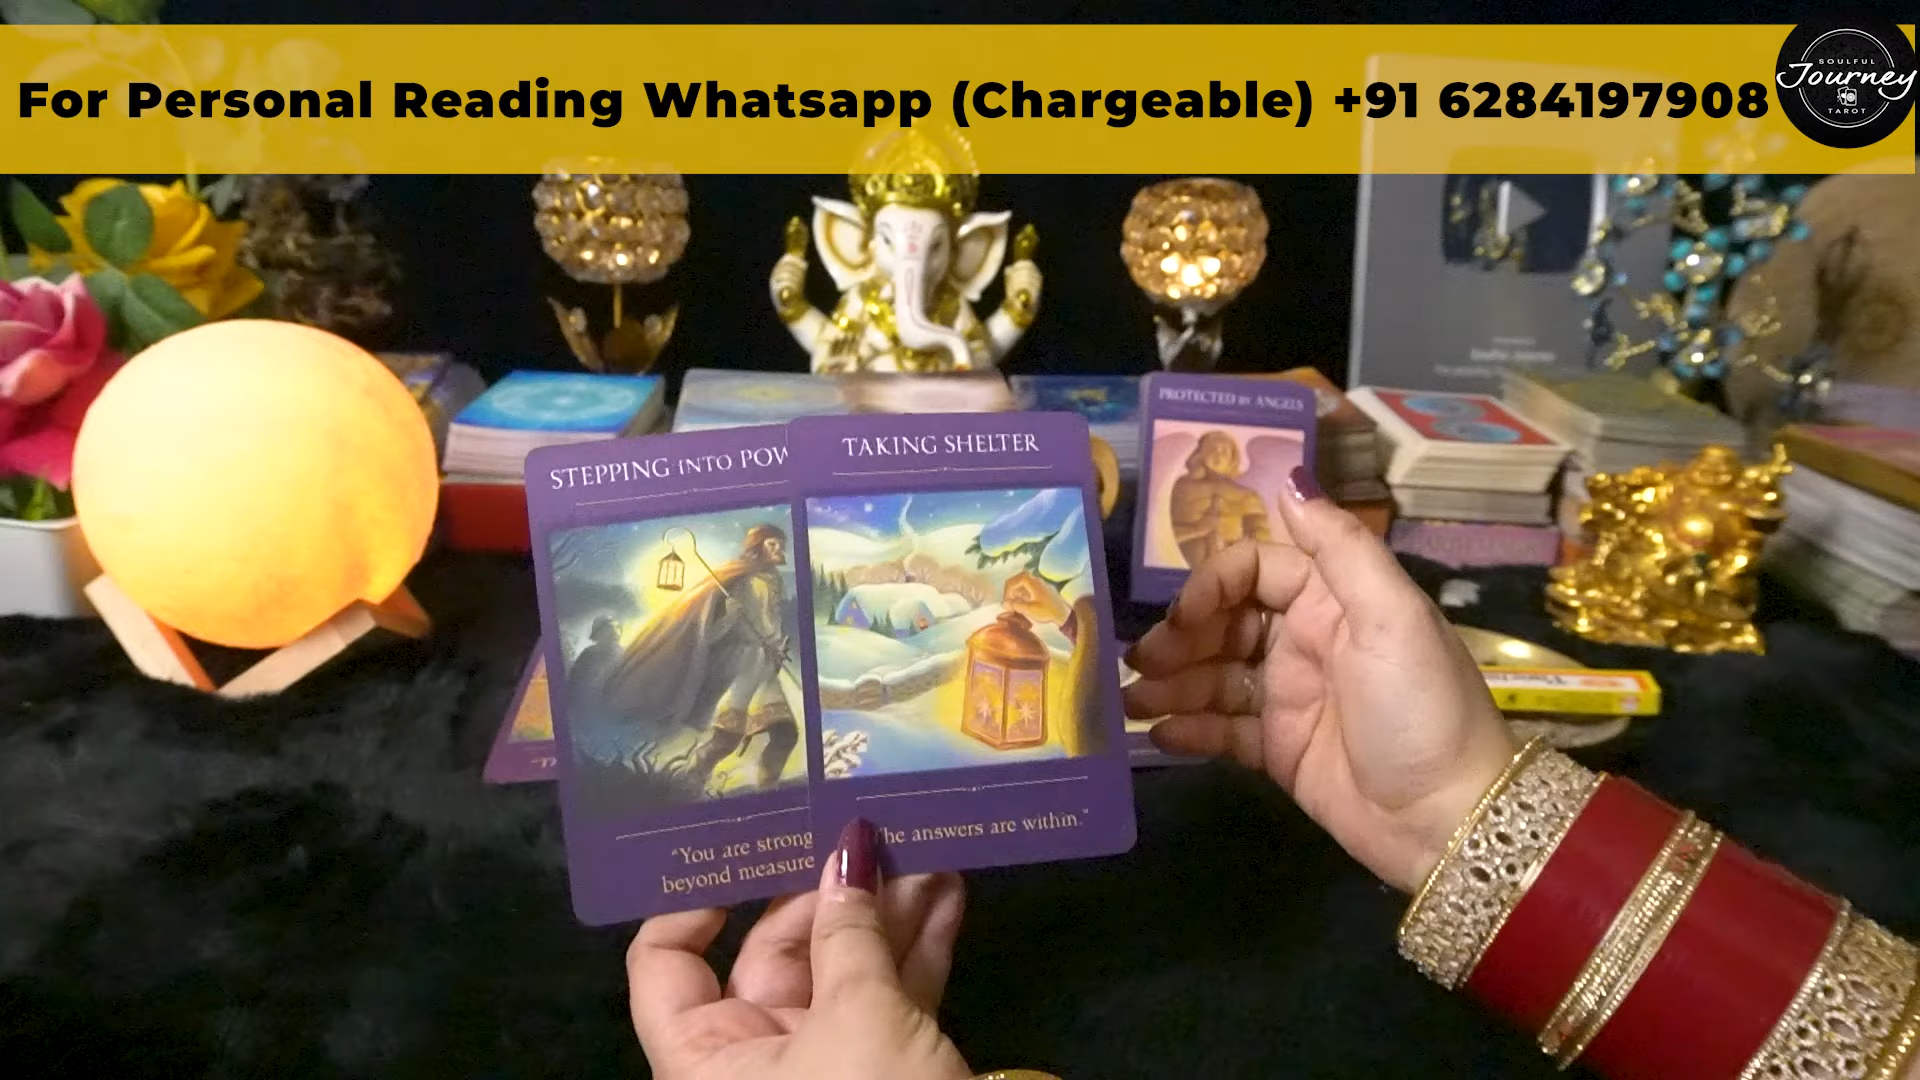 For Personal Reading Whatsapp (Chargeable) +91 6284197908
SOULFUL
Journey
TAROT
PROTECTED BY ANGELS
STEPPING INTO POW
TAKING SHELTER
"You are strong
beyond measure
he answers are within."